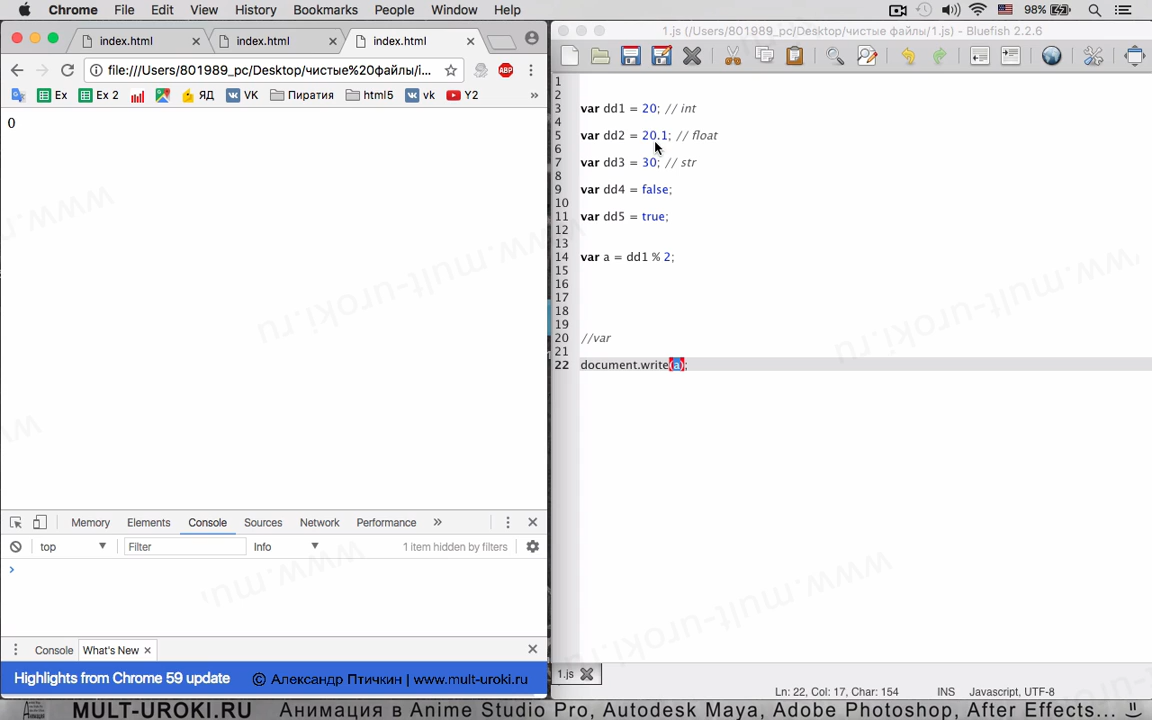 Chrome File Edit View History Bookmarks People Window Help 98%
index.html index.html index.html
file:///Users/801989_pc/Desktop/чистые%20файлы/i...
Ex Ex 2 ЯД VK Пиратия html5 vk Y2 »
0
Memory Elements Console Sources Network Performance »
top Filter Info 1 item hidden by filters
>
Console What's New
Highlights from Chrome 59 update © Александр Птичкин | www.mult-uroki.ru
1.js (/Users/801989_pc/Desktop/чистые файлы/1.js) - Bluefish 2.2.6
1
2
3 var dd1 = 20; // int
4
5 var dd2 = 20.1; // float
6
7 var dd3 = 30; // str
8
9 var dd4 = false;
10
11 var dd5 = true;
12
13
14 var a = dd1 % 2;
15
16
17
18
19
20 //var
21
22 document.write(a);
1.js
Ln: 22, Col: 17, Char: 154 INS Javascript, UTF-8
MULT-UROKI.RU Анимация в Anime Studio Pro, Autodesk Maya, Adobe Photoshop, After Effects...